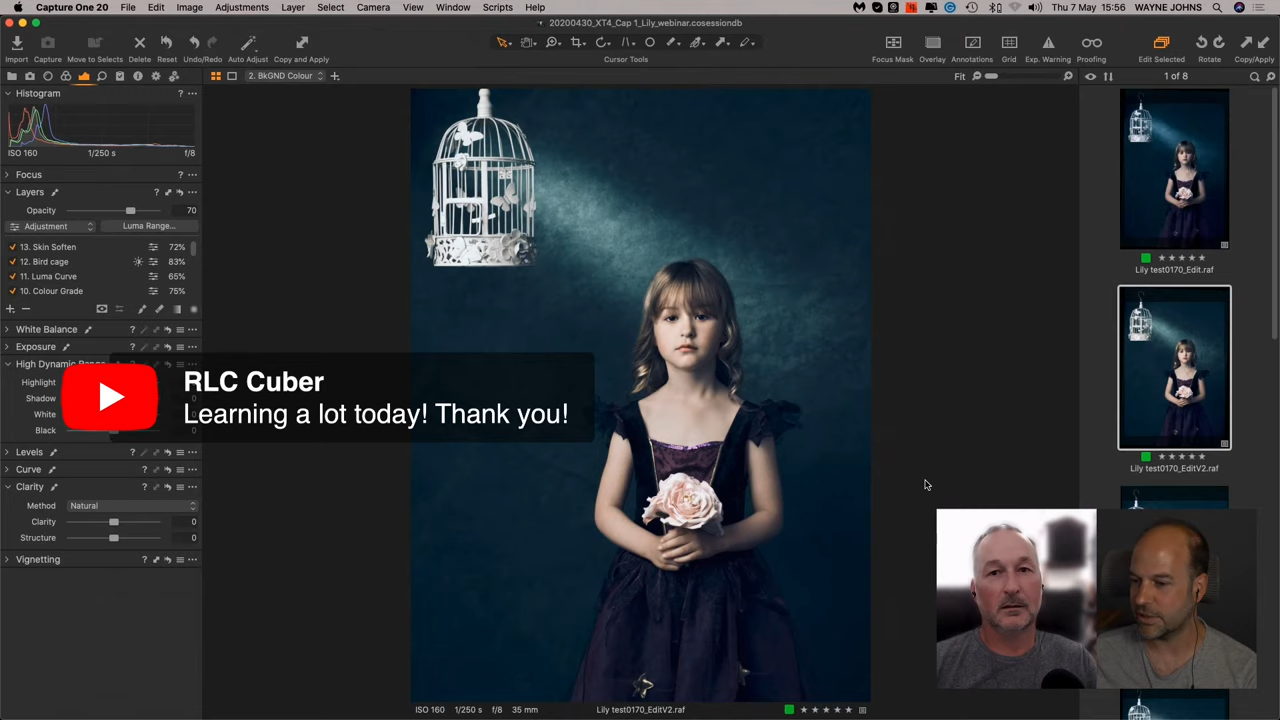 Capture One 20 File Edit Image Adjustments Layer Select Camera View Window Scripts Help
Thu 7 May 15:56 WAYNE JOHNS
20200430_XT4_Cap 1_Lily_webinar.cosessiondb
Import Capture Move to Selects Delete Reset Undo/Redo Auto Adjust Copy and Apply
Cursor Tools
Focus Mask Overlay Annotations Grid Exp. Warning Proofing Edit Selected Rotate Copy/Apply
2. BkGND Colour
Fit
1 of 8
Histogram ?
ISO 160 1/250 s f/8
Focus ?
Layers ?
Opacity 70
Adjustment Luma Range...
13. Skin Soften 72%
12. Bird cage 83%
11. Luma Curve 65%
10. Colour Grade 75%
White Balance ?
Exposure ?
High Dynamic Range
Highlight
Shadow 0
White 0
Black 0
RLC Cuber
Learning a lot today! Thank you!
Levels ?
Curve ?
Clarity ?
Method Natural
Clarity 0
Structure 0
Vignetting ?
ISO 160 1/250 s f/8 35 mm Lily test0170_EditV2.raf
Lily test0170_Edit.raf
Lily test0170_EditV2.raf